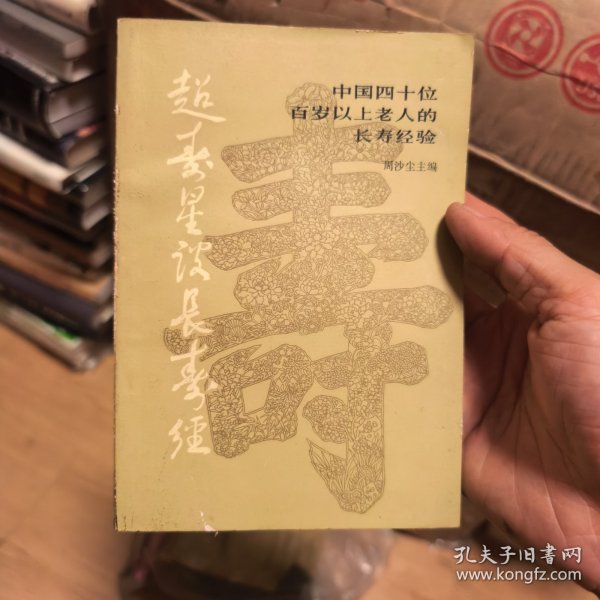 超寿星谈長寿經
中国四十位
百岁以上老人的
长寿经验
周沙尘主编
寿
孔夫子旧书网
www.kongfz.com